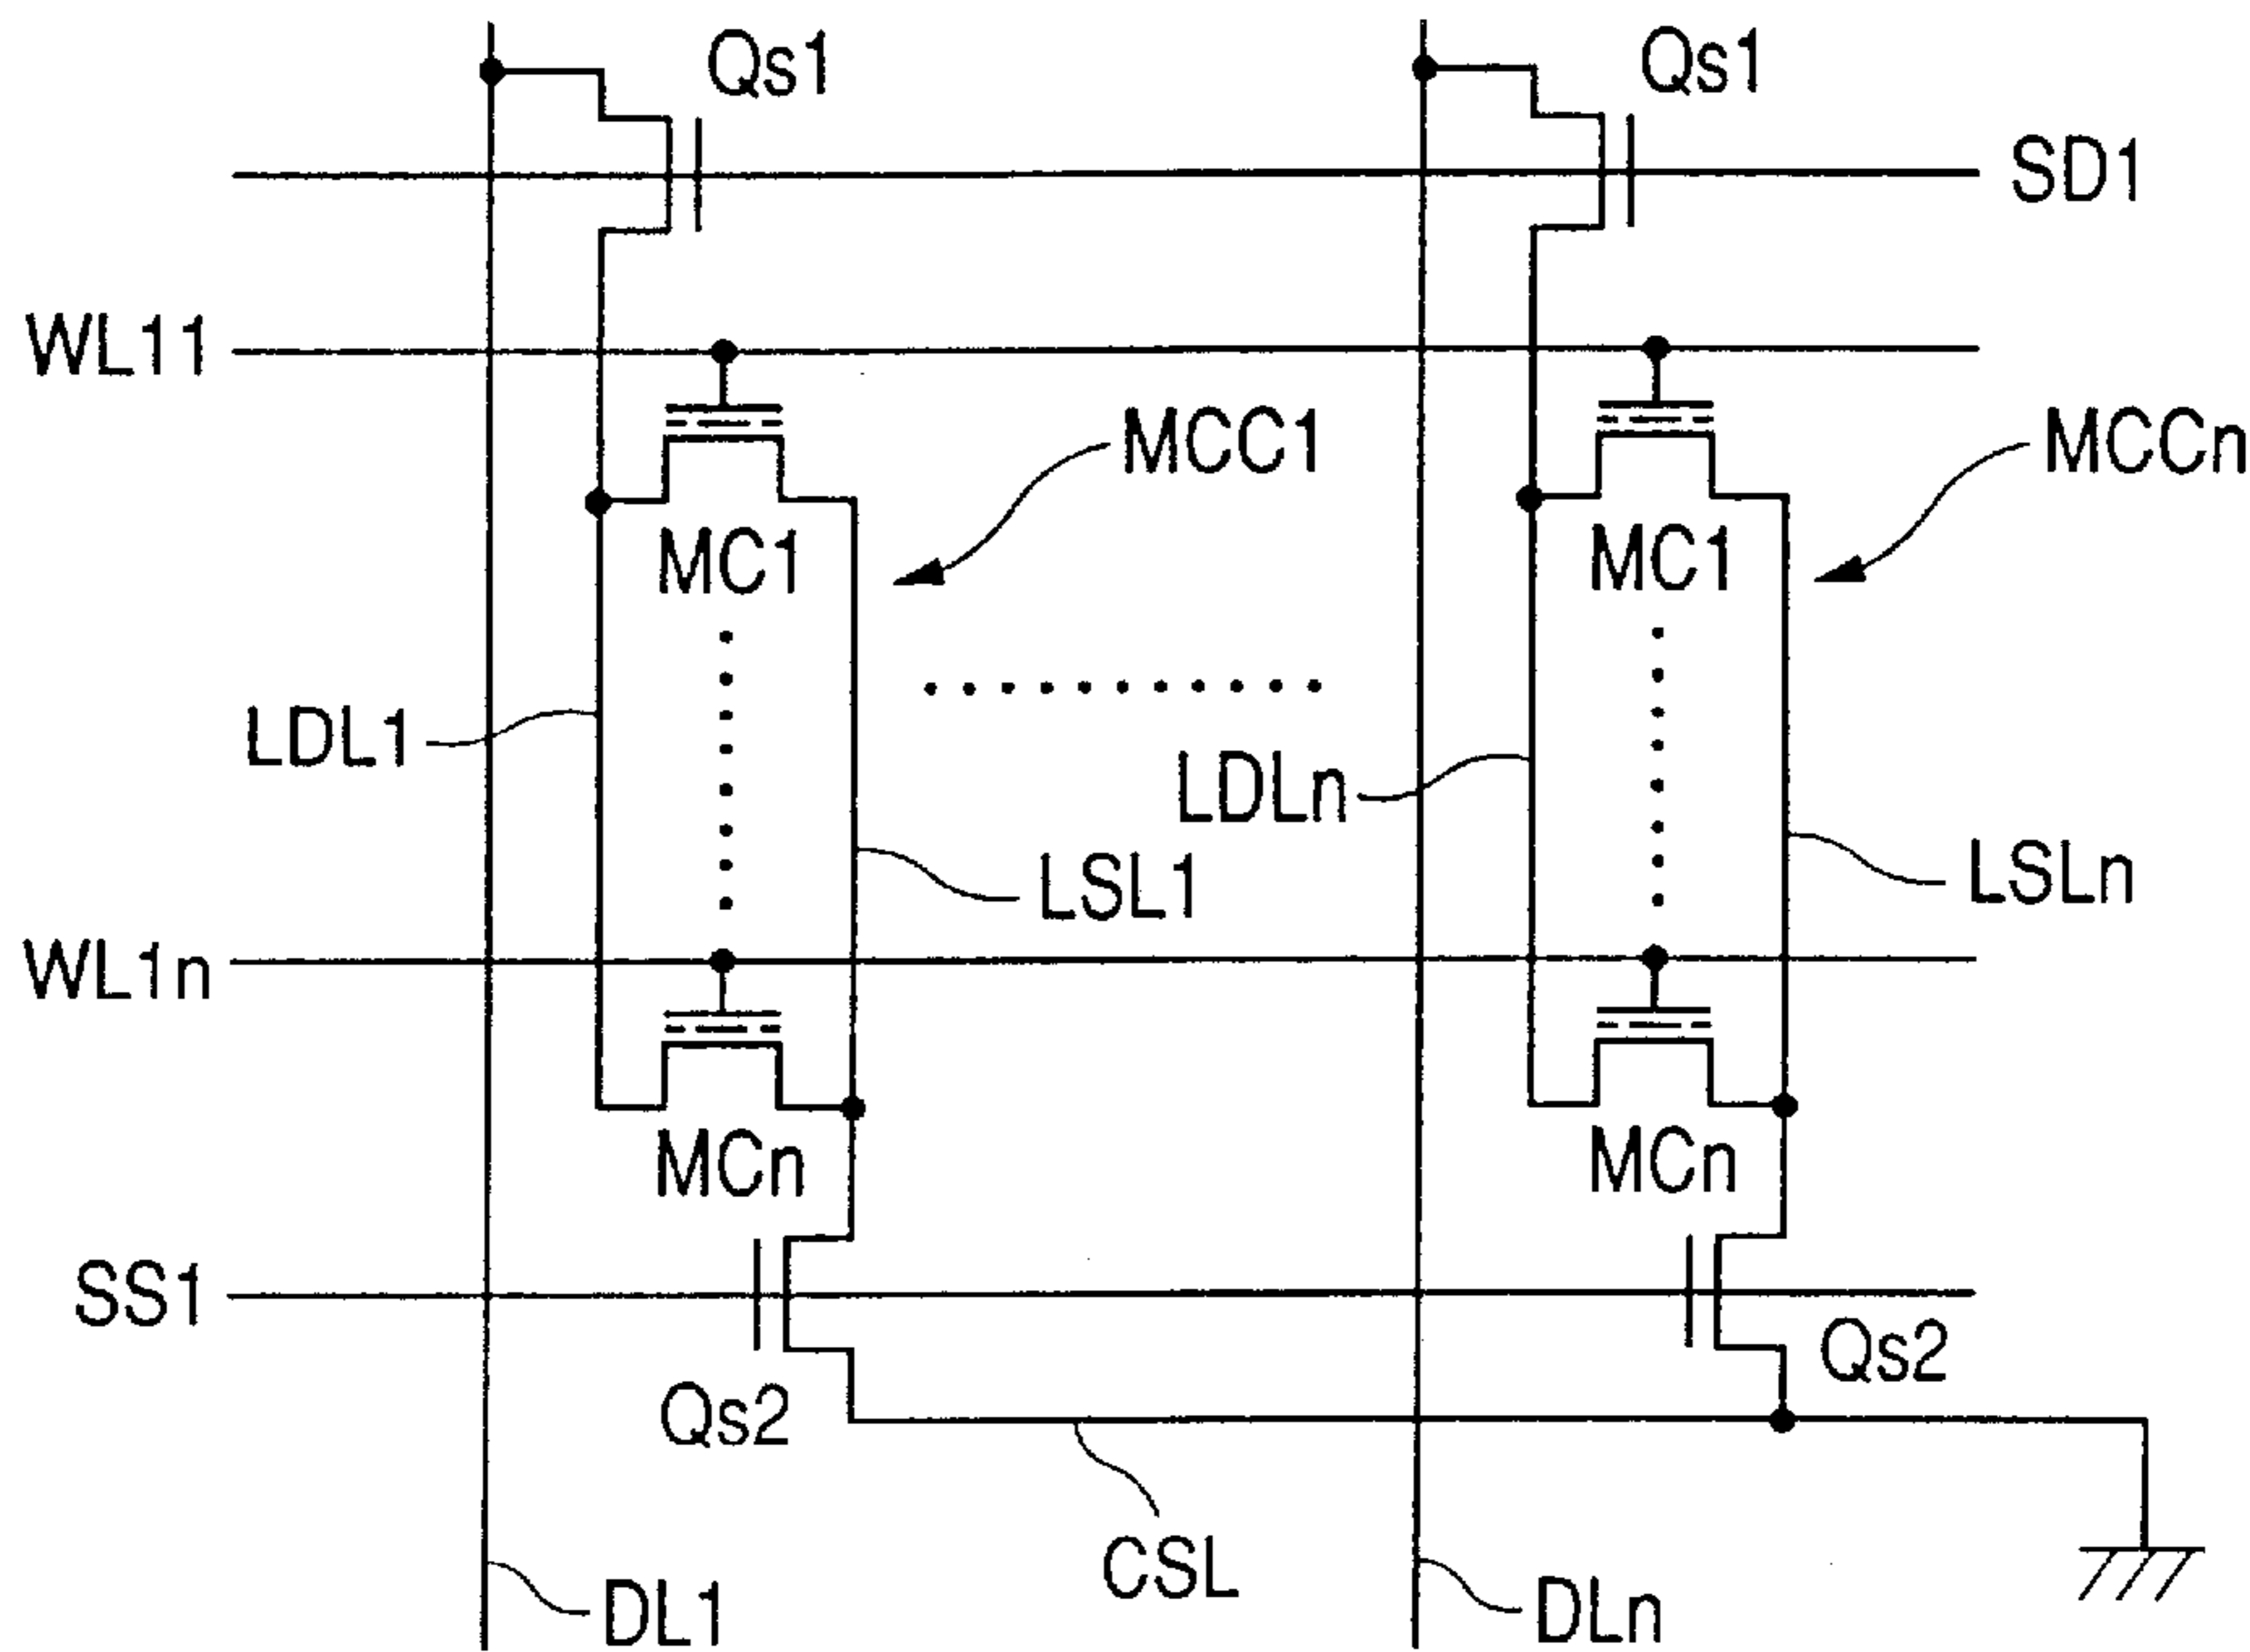 Qs1
Qs1
SD1
WL11
MCC1
MCCn
MC1
MC1
LDL1
LDLn
LSL1
LSLn
WL1n
MCn
MCn
SS1
Qs2
Qs2
CSL
DL1
DLn